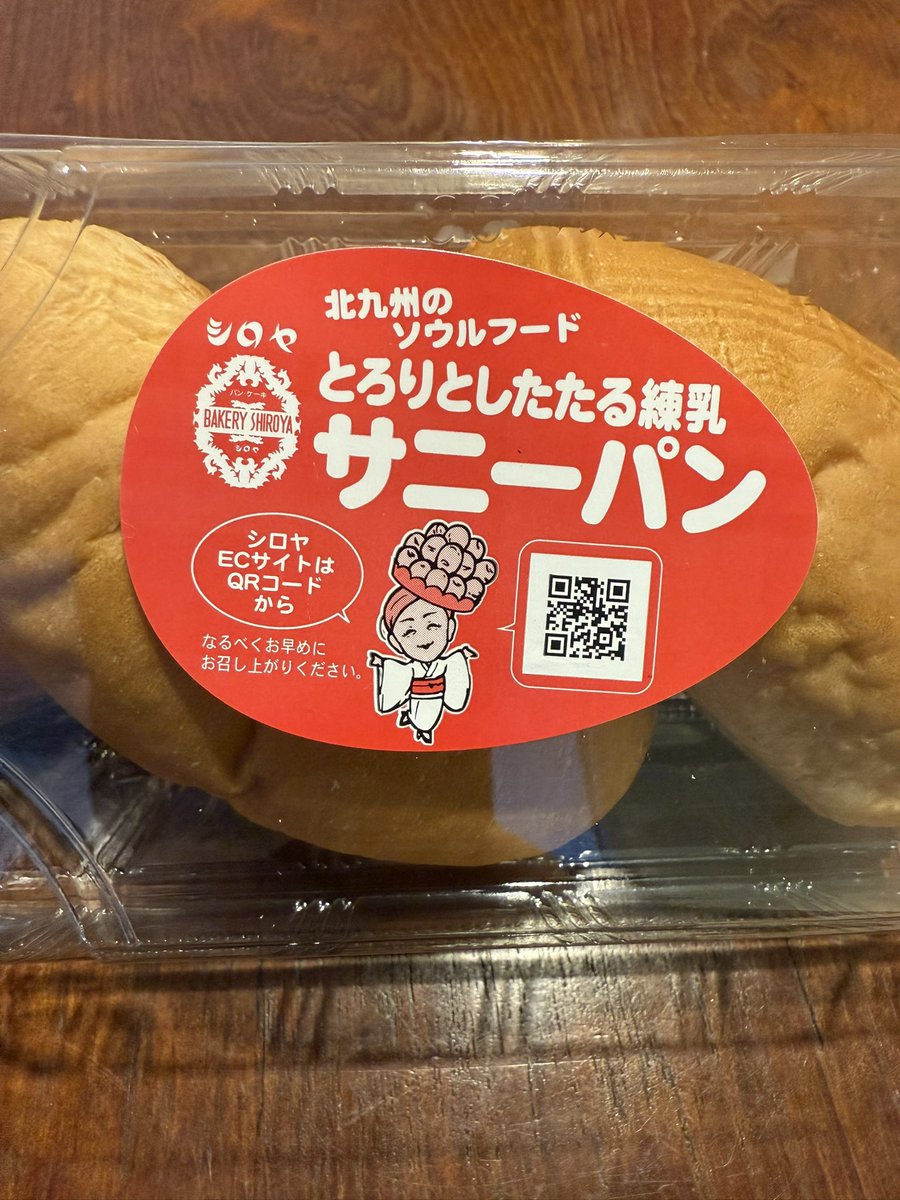 北九州の
ソウルフード
シロヤ
パン・ケーキ
BAKERY SHIROYA
シロヤ
とろりとしたたる練乳
サニーパン
シロヤ
ECサイトは
QRコード
から
なるべくお早めに
お召し上がりください。